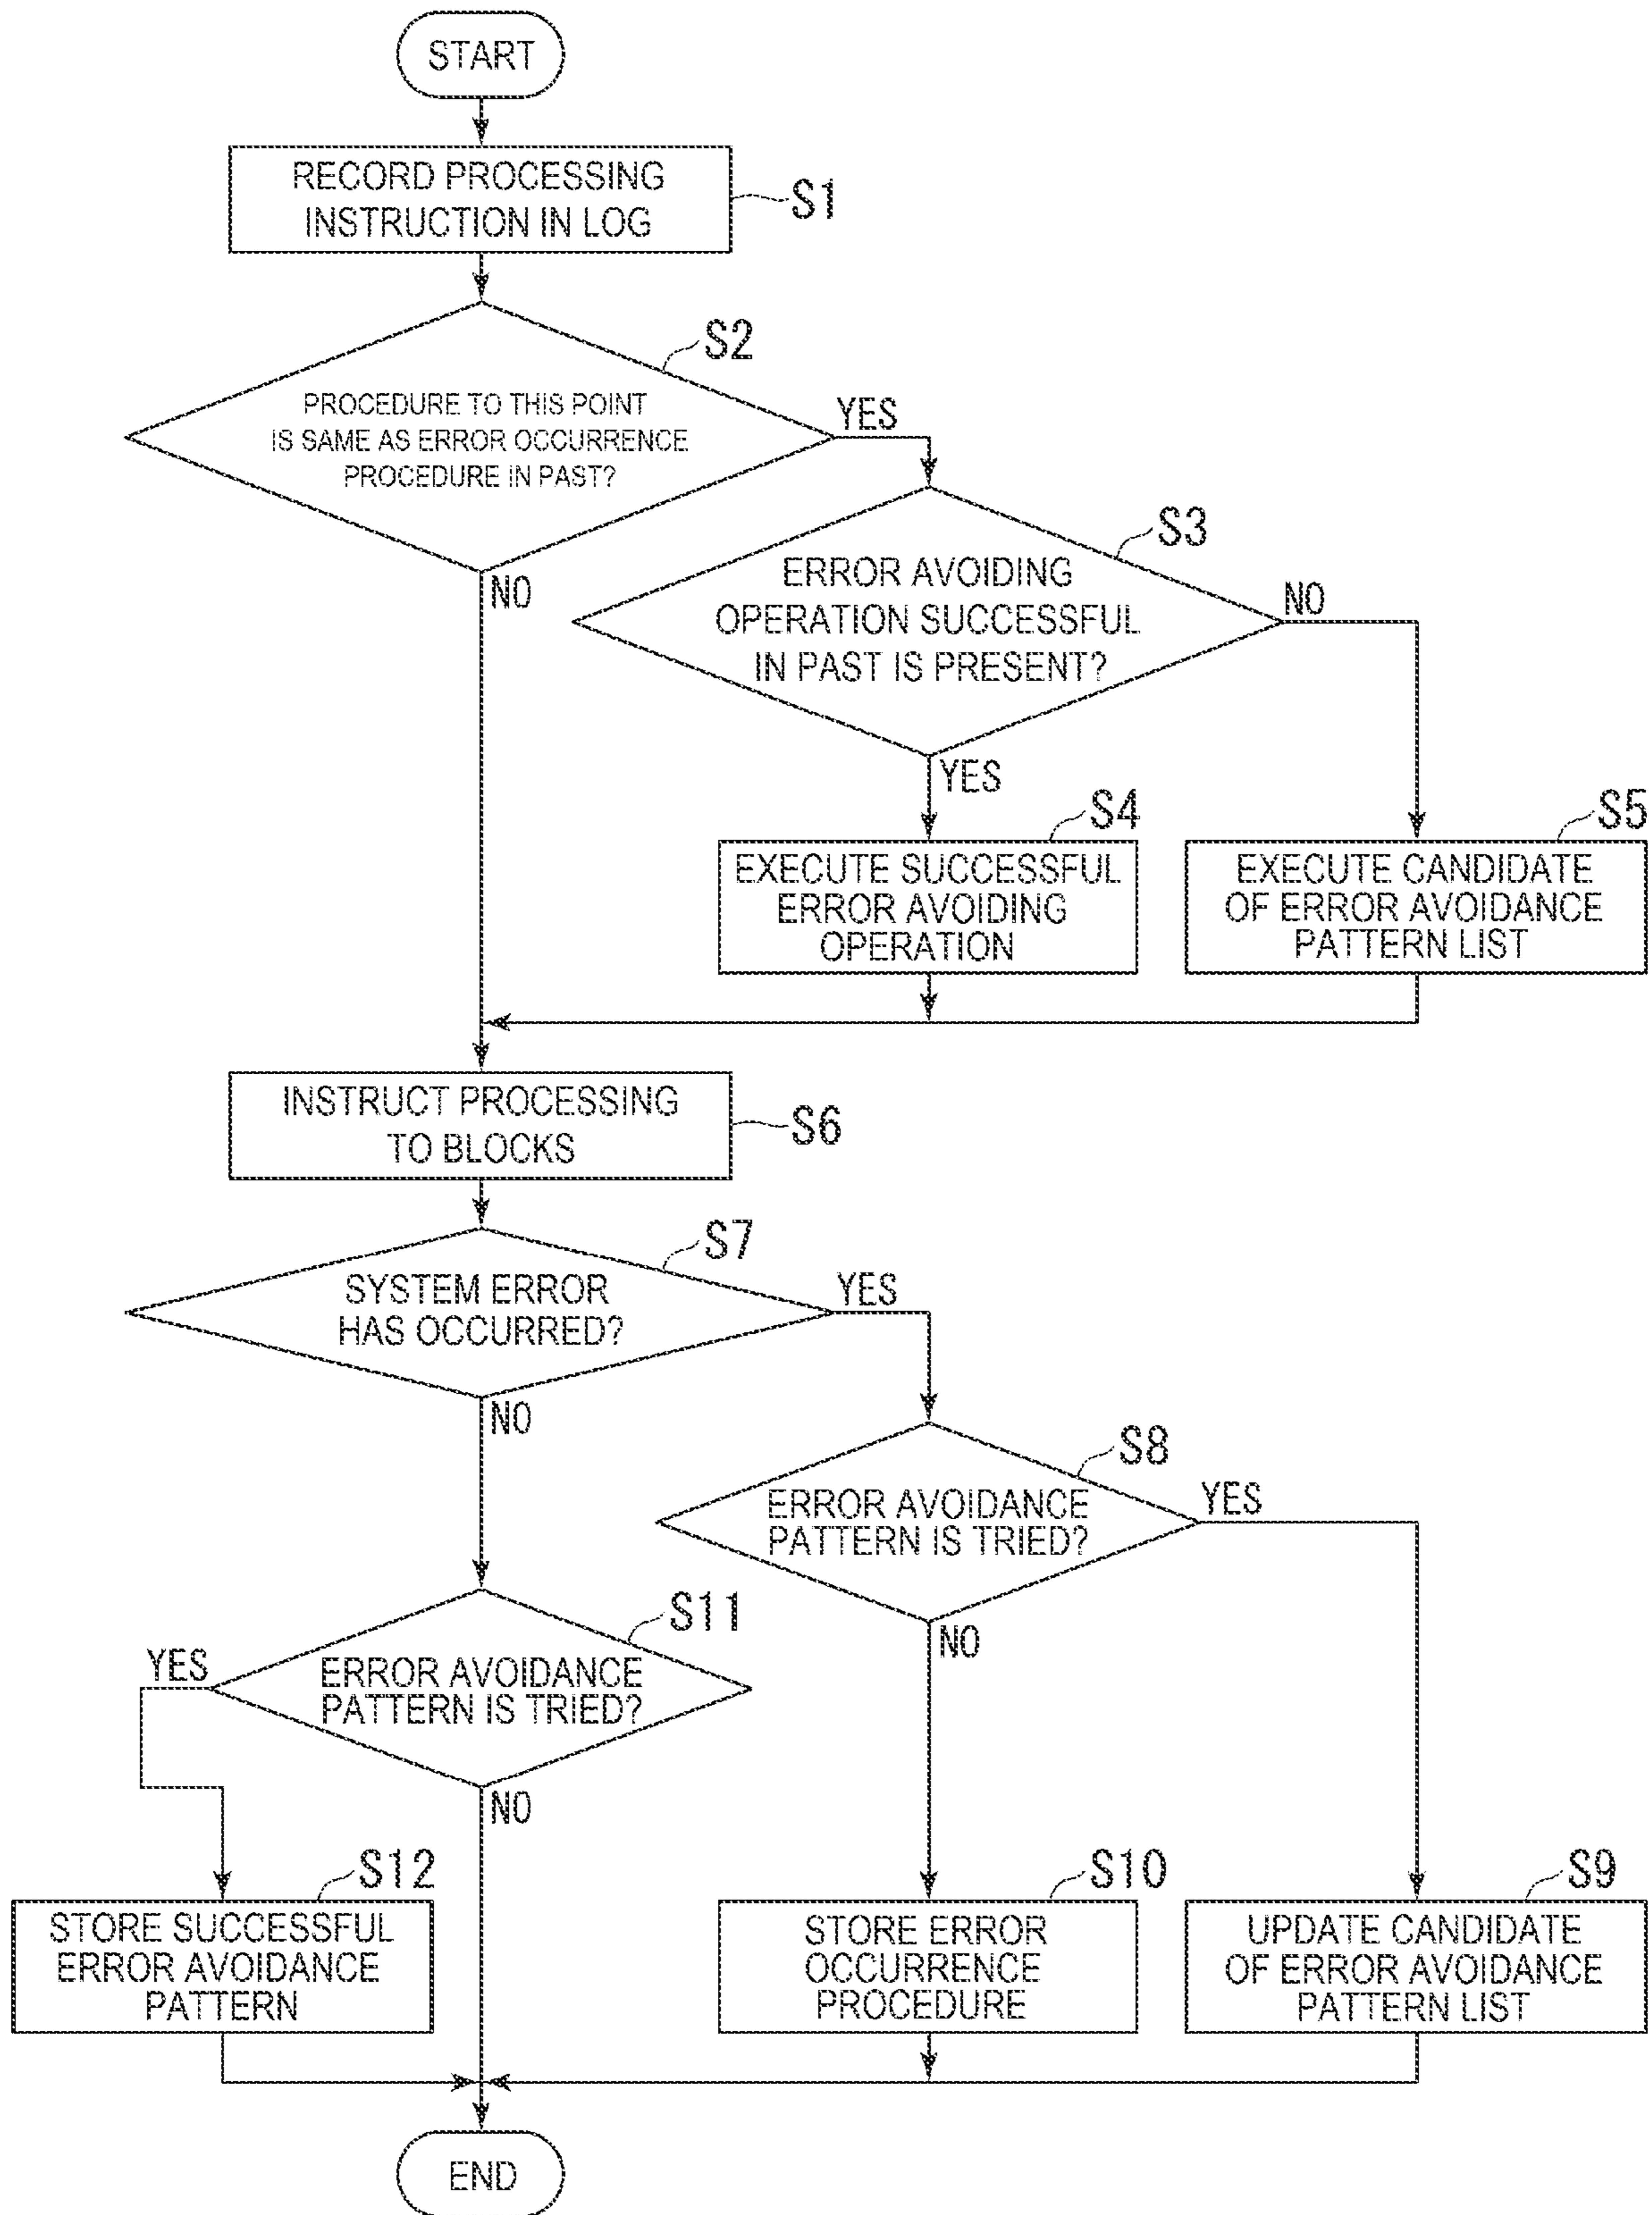 START
RECORD PROCESSING
INSTRUCTION IN LOG
S1
S2
PROCEDURE TO THIS POINT
IS SAME AS ERROR OCCURRENCE
PROCEDURE IN PAST?
YES
NO
S3
ERROR AVOIDING
OPERATION SUCCESSFUL
IN PAST IS PRESENT?
NO
YES
S4
EXECUTE SUCCESSFUL
ERROR AVOIDING
OPERATION
S5
EXECUTE CANDIDATE
OF ERROR AVOIDANCE
PATTERN LIST
INSTRUCT PROCESSING
TO BLOCKS
S6
S7
SYSTEM ERROR
HAS OCCURRED?
YES
NO
S8
ERROR AVOIDANCE
PATTERN IS TRIED?
YES
NO
S11
ERROR AVOIDANCE
PATTERN IS TRIED?
YES
NO
S12
STORE SUCCESSFUL
ERROR AVOIDANCE
PATTERN
S10
STORE ERROR
OCCURRENCE
PROCEDURE
S9
UPDATE CANDIDATE
OF ERROR AVOIDANCE
PATTERN LIST
END